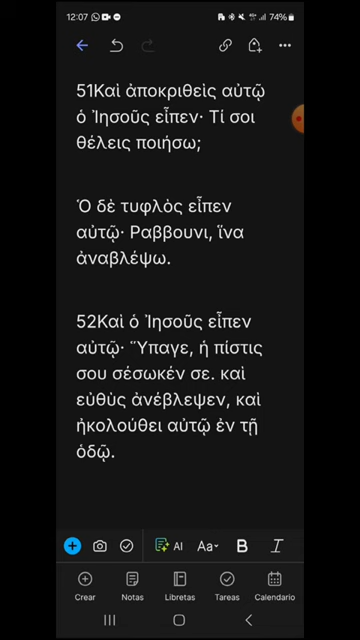 12:07
74%
51Καὶ ἀποκριθεὶς αὐτῷ
ὁ Ἰησοῦς εἶπεν· Τί σοι
θέλεις ποιήσω;
Ὁ δὲ τυφλὸς εἶπεν
αὐτῷ· Ραββουνι, ἵνα
ἀναβλέψω.
52Καὶ ὁ Ἰησοῦς εἶπεν
αὐτῷ· Ὕπαγε, ἡ πίστις
σου σέσωκέν σε. καὶ
εὐθὺς ἀνέβλεψεν, καὶ
ἠκολούθει αὐτῷ ἐν τῇ
ὁδῷ.
AI Aa B I
Crear Notas Libretas Tareas Calendario